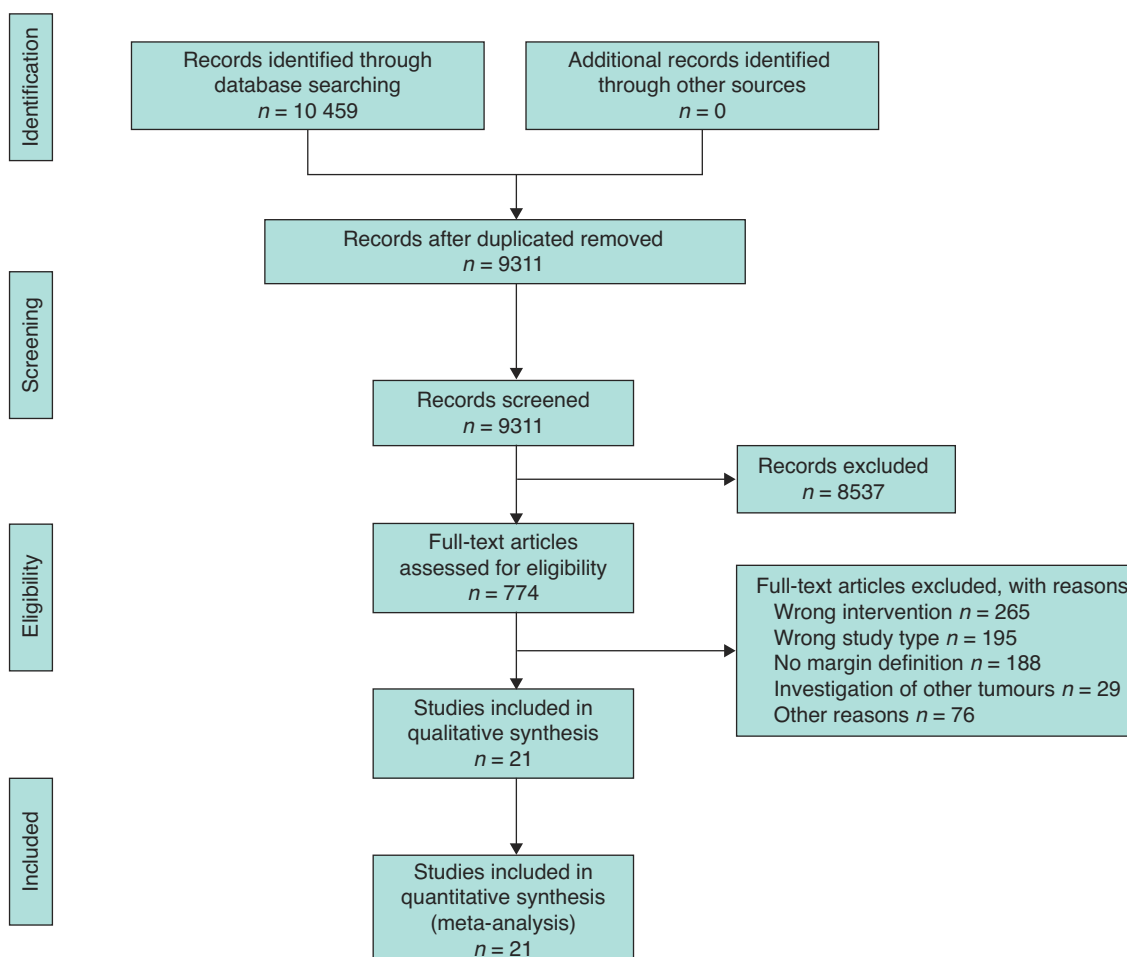 Identification
Records identified through
database searching
n = 10 459
Additional records identified
through other sources
n = 0
Records after duplicated removed
n = 9311
Screening
Records screened
n = 9311
Records excluded
n = 8537
Eligibility
Full-text articles
assessed for eligibility
n = 774
Full-text articles excluded, with reasons
Wrong intervention n = 265
Wrong study type n = 195
No margin definition n = 188
Investigation of other tumours n = 29
Other reasons n = 76
Studies included in
qualitative synthesis
n = 21
Included
Studies included in
quantitative synthesis
(meta-analysis)
n = 21